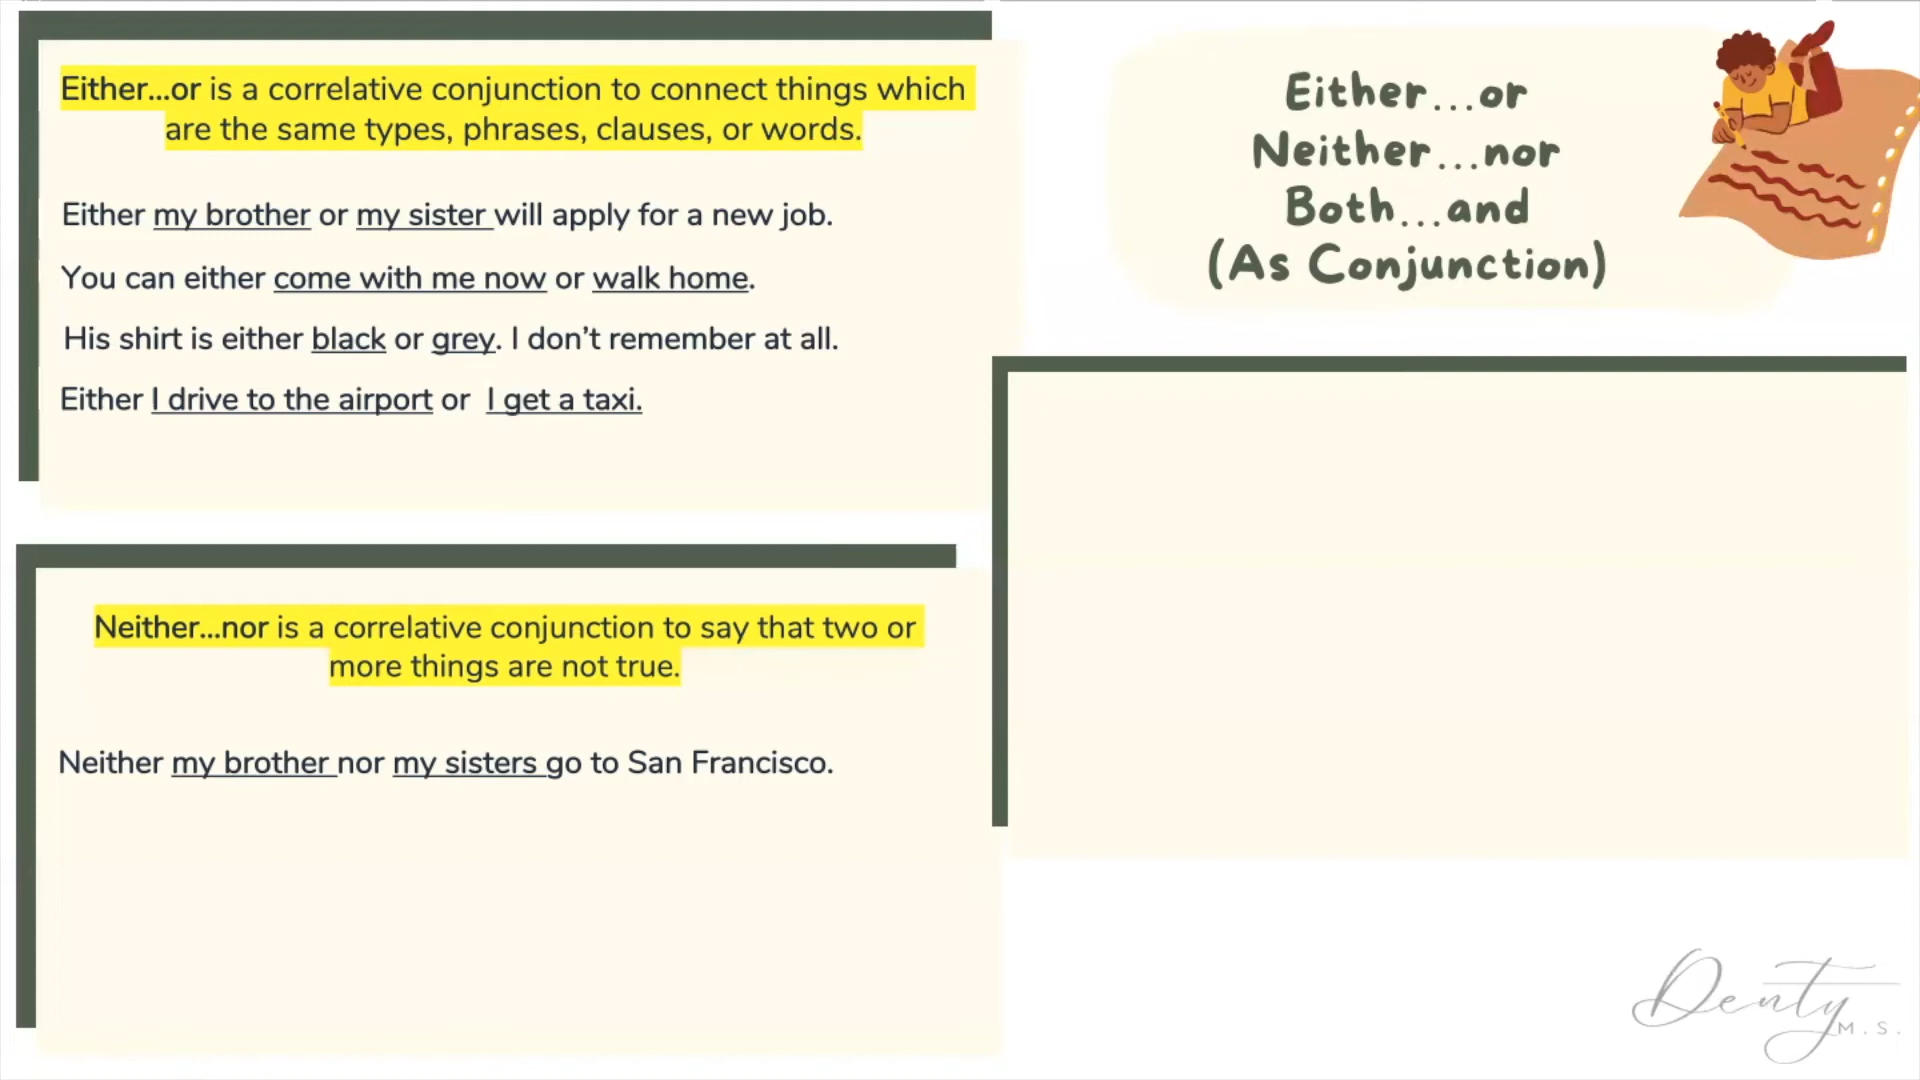 Either...or is a correlative conjunction to connect things which
are the same types, phrases, clauses, or words.
Either my brother or my sister will apply for a new job.
You can either come with me now or walk home.
His shirt is either black or grey. I don’t remember at all.
Either I drive to the airport or I get a taxi.
Neither...nor is a correlative conjunction to say that two or
more things are not true.
Neither my brother nor my sisters go to San Francisco.
Either...or
Neither...nor
Both...and
(As Conjunction)
Denty
M.S.